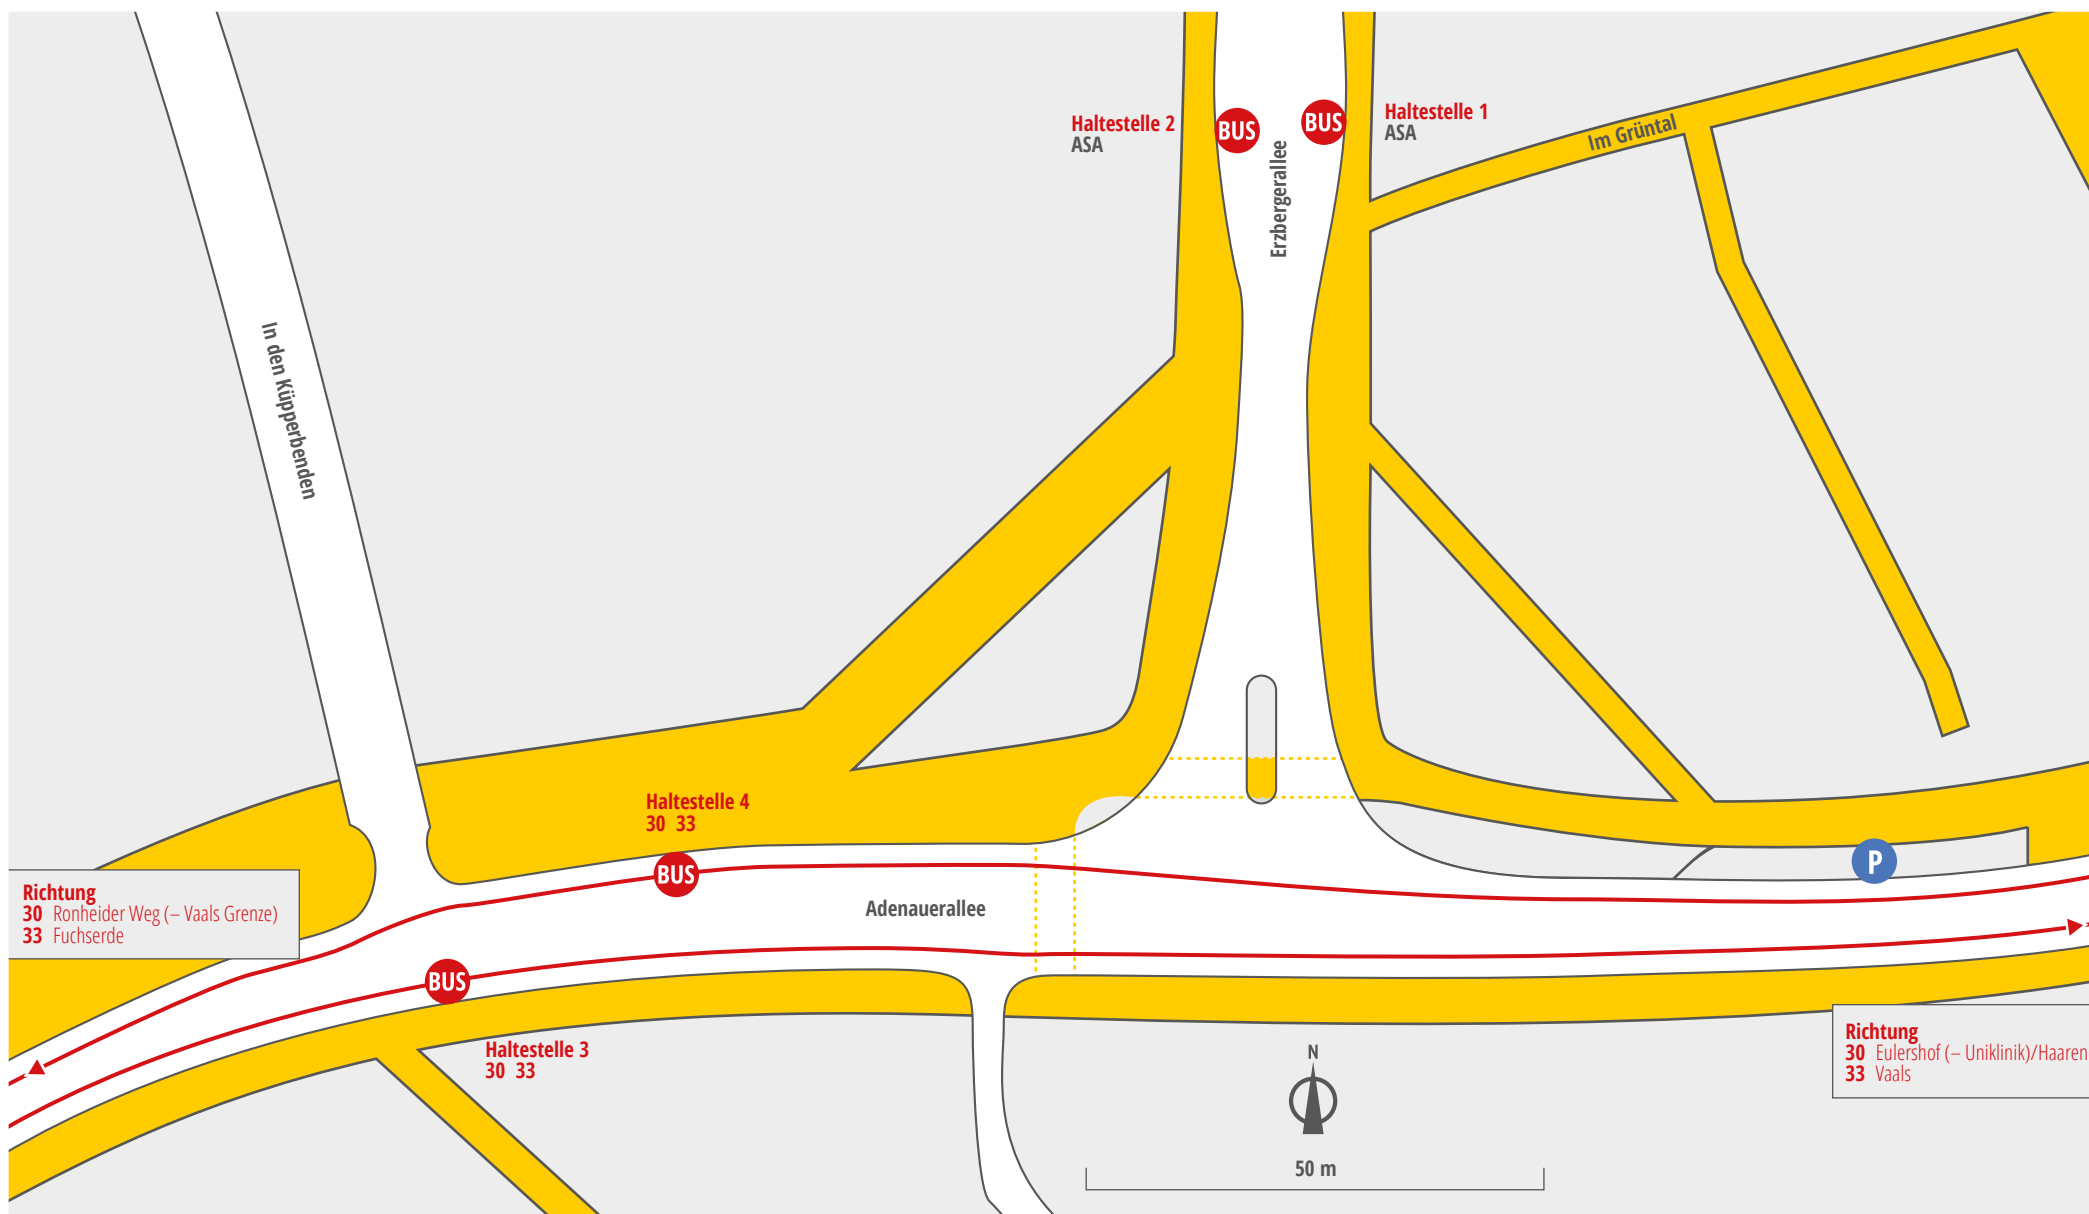 Haltestelle 2
ASA
BUS
BUS
Haltestelle 1
ASA
Erzbergerallee
Im Grüntal
In den Küpperbenden
Haltestelle 4
30 33
BUS
P
Richtung
30 Ronheider Weg (– Vaals Grenze)
33 Fuchserde
Adenauerallee
BUS
Haltestelle 3
30 33
Richtung
30 Eulershof (– Uniklinik)/Haaren
33 Vaals
N
50 m